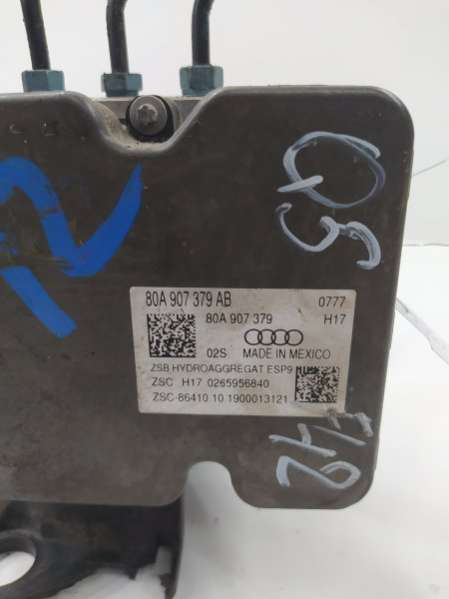 80A 907 379 AB 0777
80A 907 379 H17
02S MADE IN MEXICO
ZSB HYDROAGGREGAT ESP9
ZSC H17 0265956840
ZSC-86410 10 1900013121